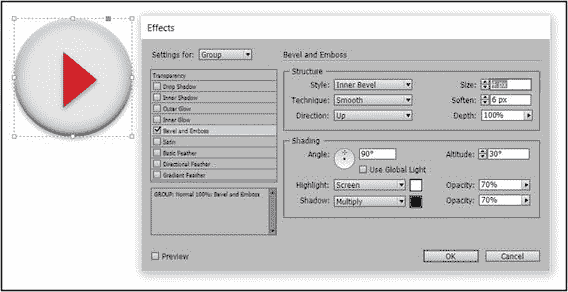 Effects
Settings for: Group
Transparency
Drop Shadow
Inner Shadow
Outer Glow
Inner Glow
Bevel and Emboss
Satin
Basic Feather
Directional Feather
Gradient Feather
GROUP: Normal 100%; Bevel and Emboss
Preview
Bevel and Emboss
Structure
Style: Inner Bevel Size: 4 px
Technique: Smooth Soften: 6 px
Direction: Up Depth: 100%
Shading
Angle: 90° Altitude: 30°
Use Global Light
Highlight: Screen Opacity: 70%
Shadow: Multiply Opacity: 70%
OK Cancel